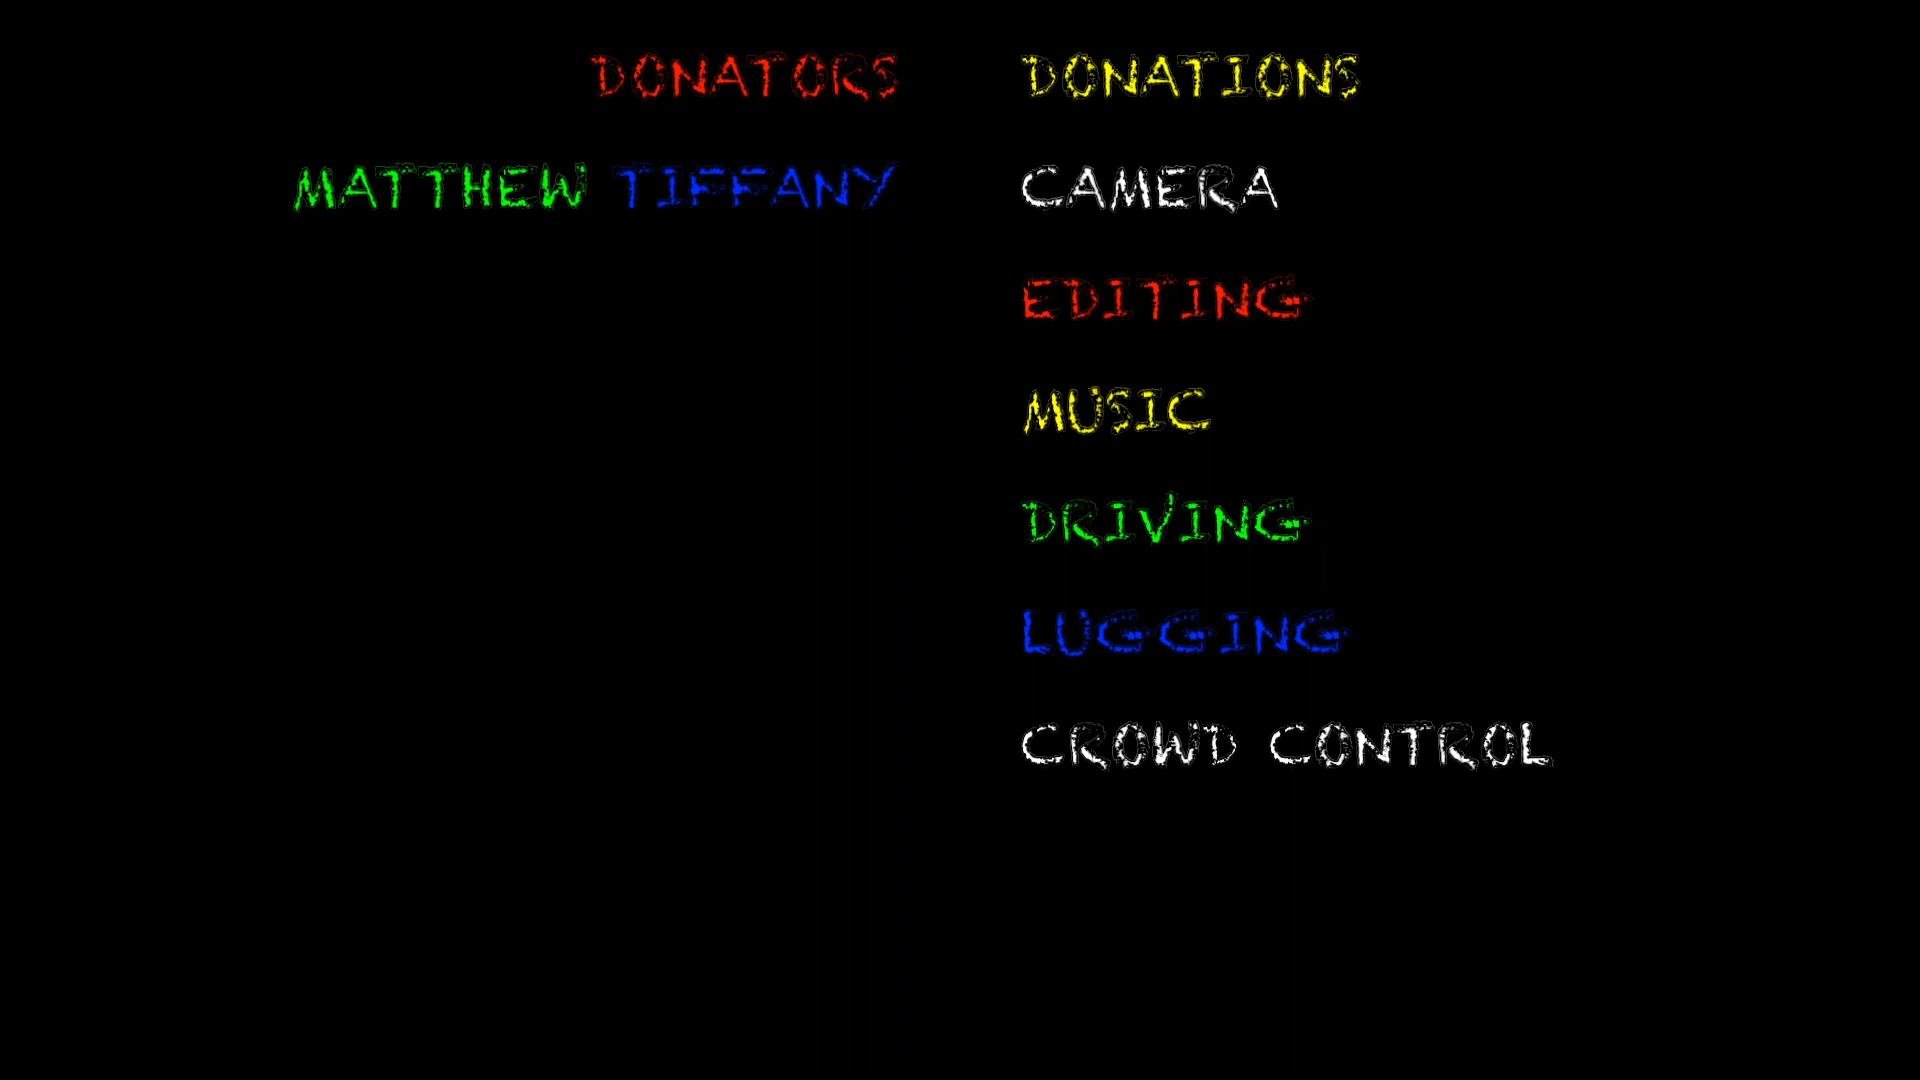 DONATORS DONATIONS
MATTHEW TIFFANY CAMERA
EDITING
MUSIC
DRIVING
LUGGING
CROWD CONTROL